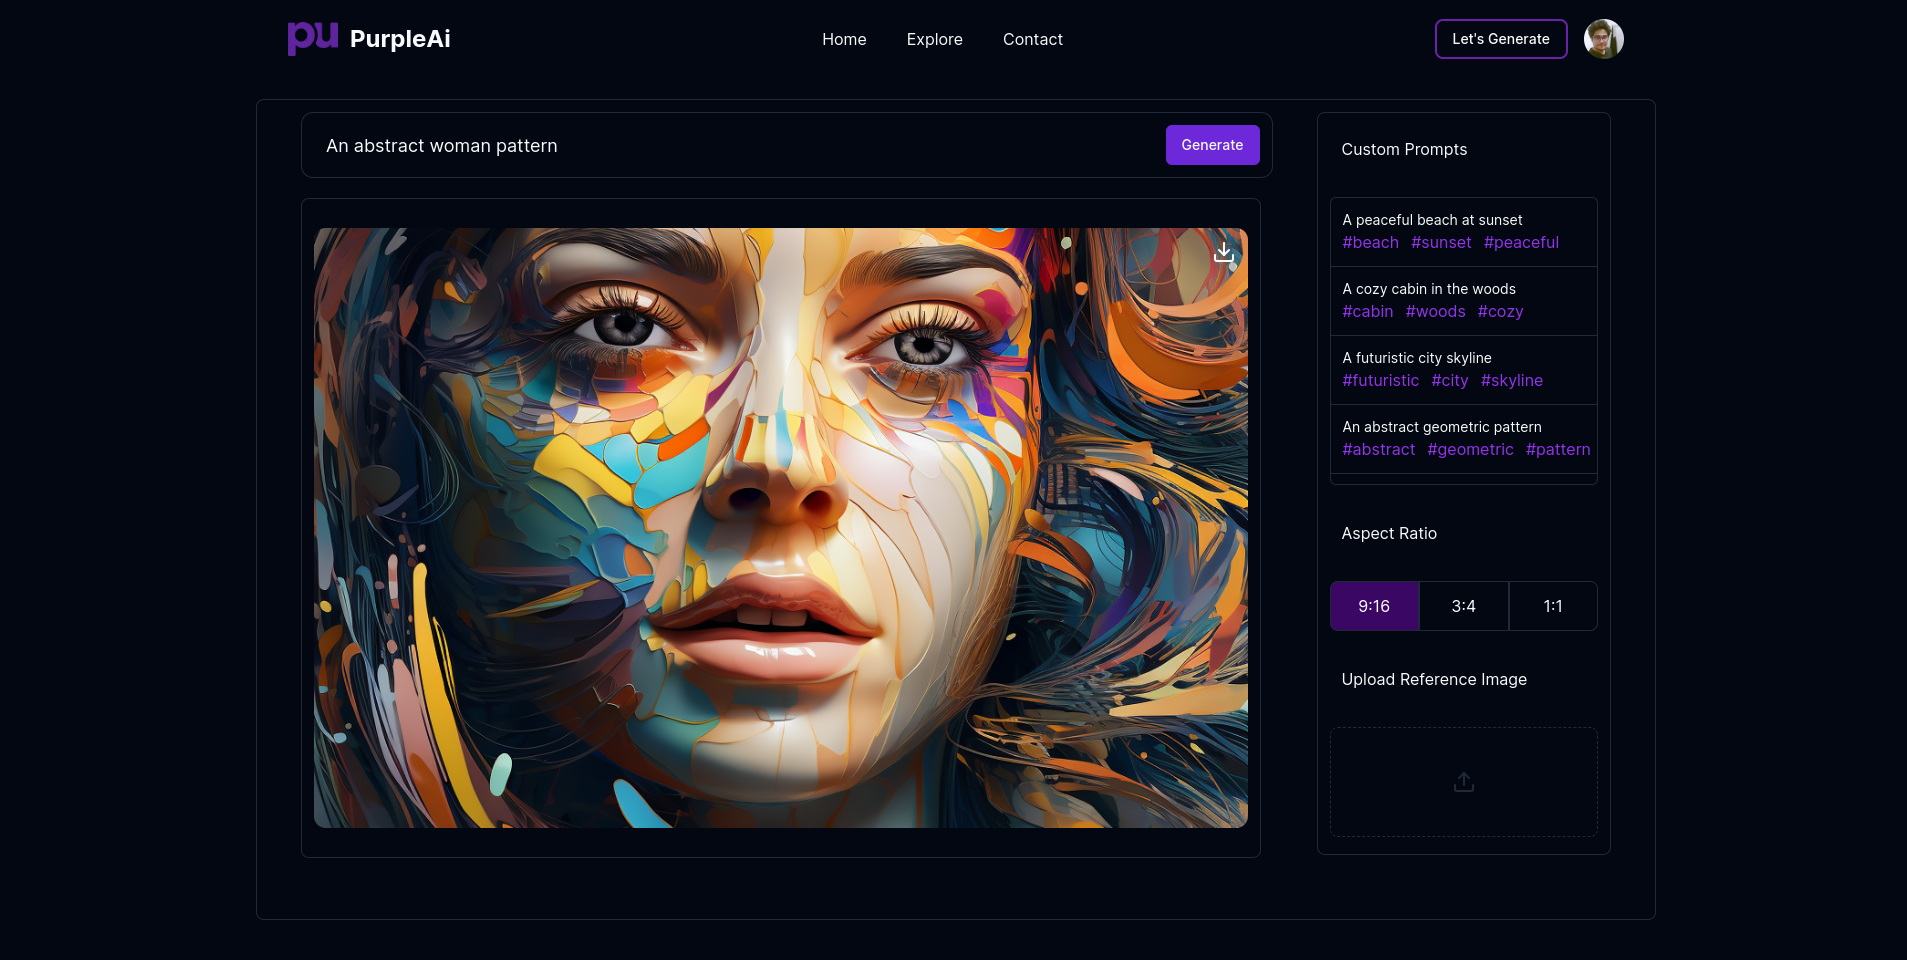 pu PurpleAi
Home Explore Contact
Let's Generate
An abstract woman pattern
Generate
Custom Prompts
A peaceful beach at sunset
#beach #sunset #peaceful
A cozy cabin in the woods
#cabin #woods #cozy
A futuristic city skyline
#futuristic #city #skyline
An abstract geometric pattern
#abstract #geometric #pattern
Aspect Ratio
9:16 3:4 1:1
Upload Reference Image